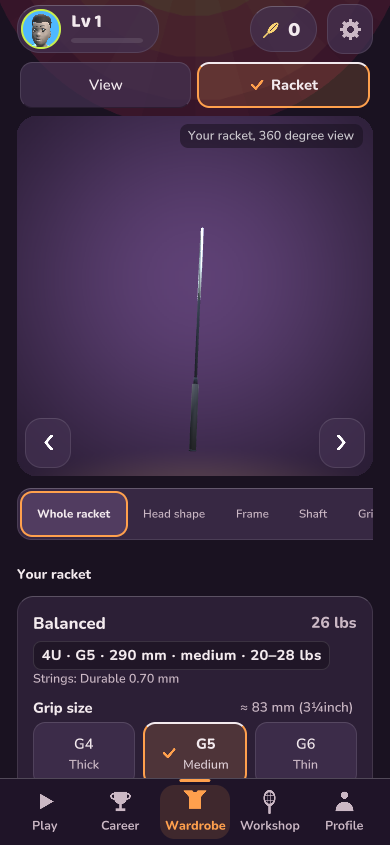 Lv 1
0
View
Racket
Your racket, 360 degree view
Whole racket
Head shape
Frame
Shaft
Gri
Your racket
Balanced
26 lbs
4U · G5 · 290 mm · medium · 20–28 lbs
Strings: Durable 0.70 mm
Grip size
≈ 83 mm (3¼inch)
G4
Thick
G5
Medium
G6
Thin
Play
Career
Wardrobe
Workshop
Profile